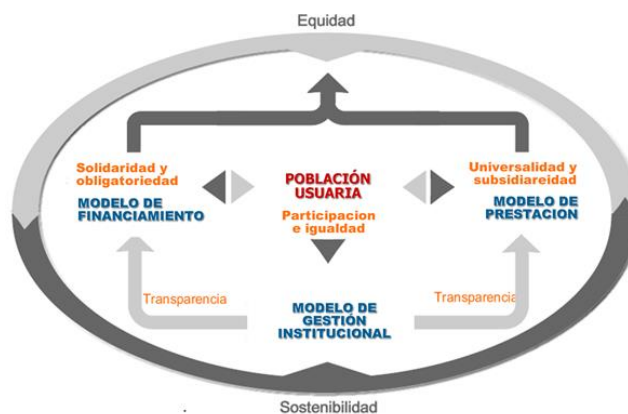 Equidad
Solidaridad y
obligatoriedad
MODELO DE
FINANCIAMIENTO
POBLACIÓN
USUARIA
Participacion
e igualdad
Universalidad y
subsidiareidad
MODELO DE
PRESTACION
Transparencia
MODELO DE
GESTIÓN
INSTITUCIONAL
Transparencia
Sostenibilidad